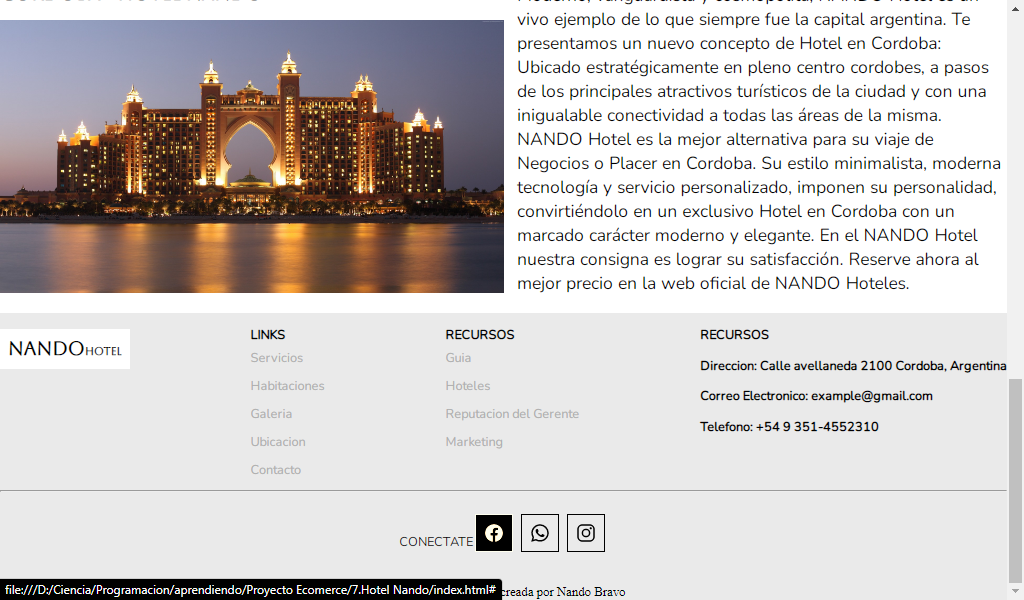 vivo ejemplo de lo que siempre fue la capital argentina. Te
presentamos un nuevo concepto de Hotel en Cordoba:
Ubicado estratégicamente en pleno centro cordobes, a pasos
de los principales atractivos turísticos de la ciudad y con una
inigualable conectividad a todas las áreas de la misma.
NANDO Hotel es la mejor alternativa para su viaje de
Negocios o Placer en Cordoba. Su estilo minimalista, moderna
tecnología y servicio personalizado, imponen su personalidad,
convirtiéndolo en un exclusivo Hotel en Cordoba con un
marcado carácter moderno y elegante. En el NANDO Hotel
nuestra consigna es lograr su satisfacción. Reserve ahora al
mejor precio en la web oficial de NANDO Hoteles.
NANDO HOTEL
LINKS
Servicios
Habitaciones
Galeria
Ubicacion
Contacto
RECURSOS
Guia
Hoteles
Reputacion del Gerente
Marketing
RECURSOS
Direccion: Calle avellaneda 2100 Cordoba, Argentina
Correo Electronico: example@gmail.com
Telefono: +54 9 351-4552310
CONECTATE
creada por Nando Bravo
file:///D:/Ciencia/Programacion/aprendiendo/Proyecto Ecomerce/7.Hotel Nando/index.html#